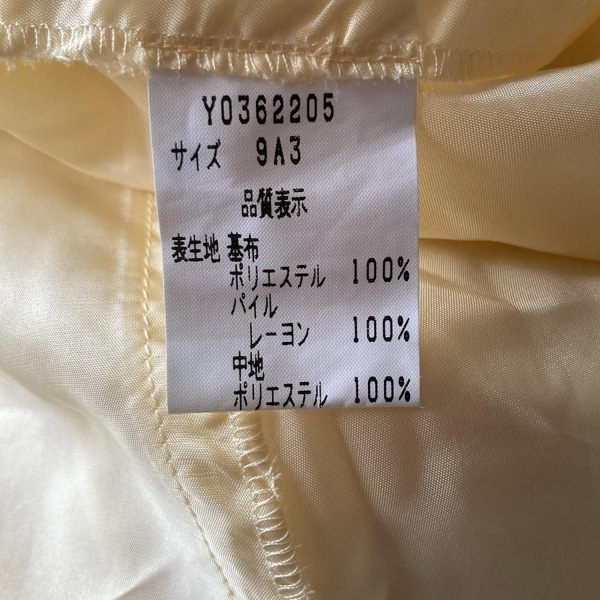 Y0362205
サイズ 9A3
品質表示
表生地 基布
ポリエステル 100%
パイル
レーヨン 100%
中地
ポリエステル 100%